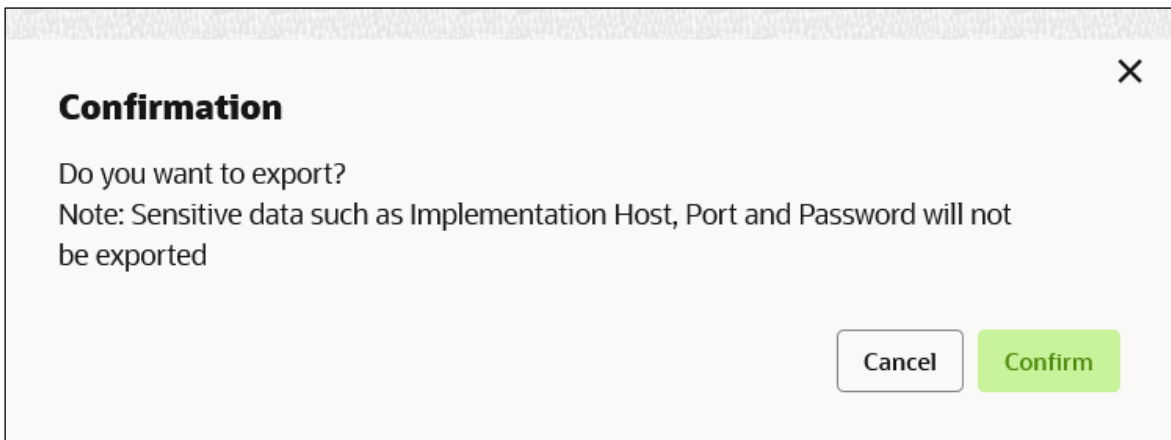 Confirmation
Do you want to export?
Note: Sensitive data such as Implementation Host, Port and Password will not
be exported
Cancel
Confirm